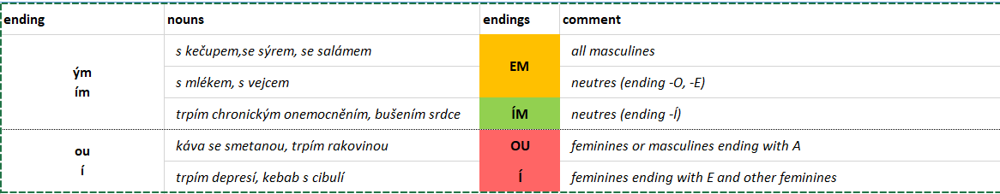 ending nouns endings comment
s kečupem,se sýrem, se salámem all masculines
ým
ím
EM
s mlékem, s vejcem neutres (ending -O, -E)
trpím chronickým onemocněním, bušením srdce ÍM neutres (ending -Í)
ou
í
káva se smetanou, trpím rakovinou OU feminines or masculines ending with A
trpím depresí, kebab s cibulí Í feminines ending with E and other feminines